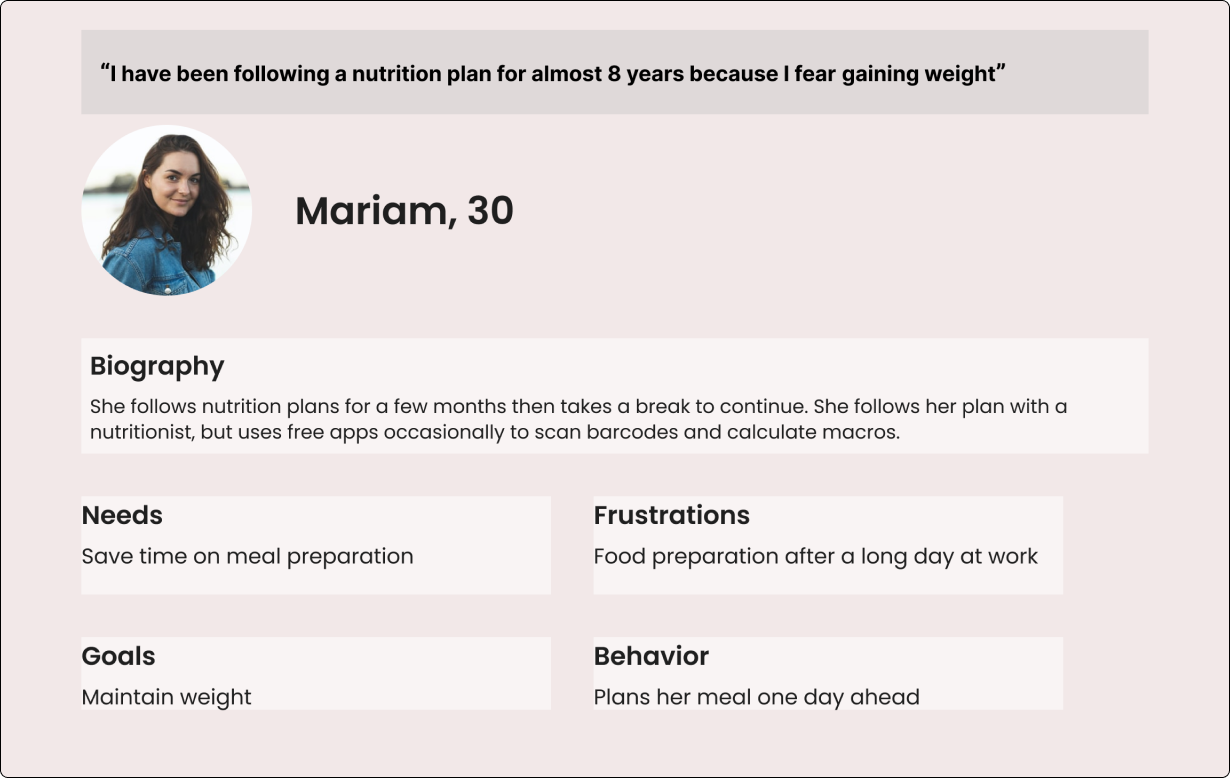 “I have been following a nutrition plan for almost 8 years because I fear gaining weight”
Mariam, 30
Biography
She follows nutrition plans for a few months then takes a break to continue. She follows her plan with a
nutritionist, but uses free apps occasionally to scan barcodes and calculate macros.
Needs
Save time on meal preparation
Frustrations
Food preparation after a long day at work
Goals
Maintain weight
Behavior
Plans her meal one day ahead